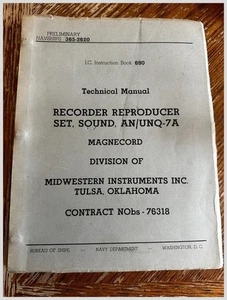 PRELIMINARY
NAVSHIPS 365-2620
I.C. Instruction Book 690
Technical Manual
RECORDER REPRODUCER
SET, SOUND, AN/UNQ-7A
MAGNECORD
DIVISION OF
MIDWESTERN INSTRUMENTS INC.
TULSA, OKLAHOMA
CONTRACT NObs - 76318
BUREAU OF SHIPS — NAVY DEPARTMENT — WASHINGTON, D. C.